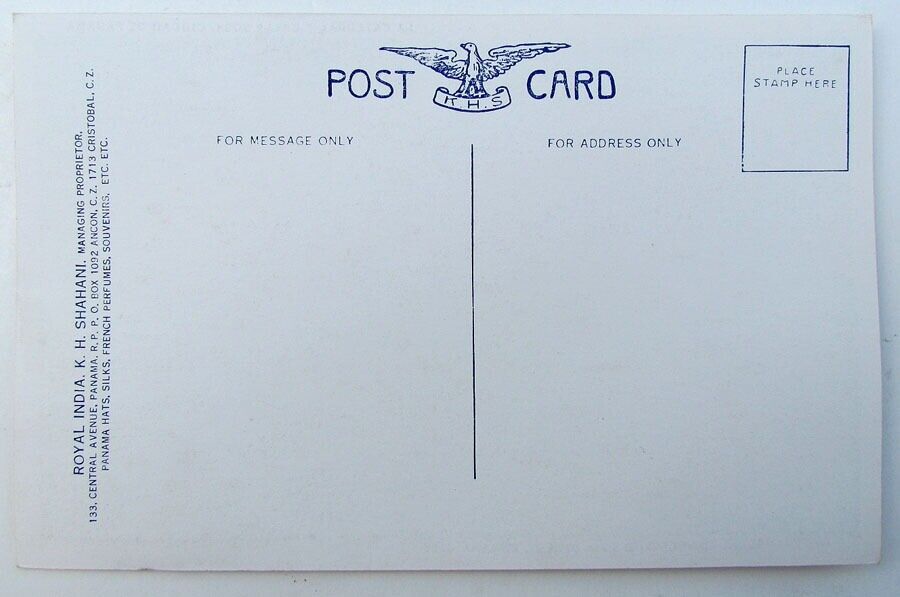 POST CARD
K. H. S
PLACE
STAMP HERE
FOR MESSAGE ONLY
FOR ADDRESS ONLY
ROYAL INDIA. K. H. SHAHANI. MANAGING PROPRIETOR.
133, CENTRAL AVENUE, PANAMA. R. P. P. O. BOX 1092 ANCON, C. Z. 1713 CRISTOBAL, C. Z.
PANAMA HATS, SILKS, FRENCH PERFUMES, SOUVENIRS, ETC. ETC.